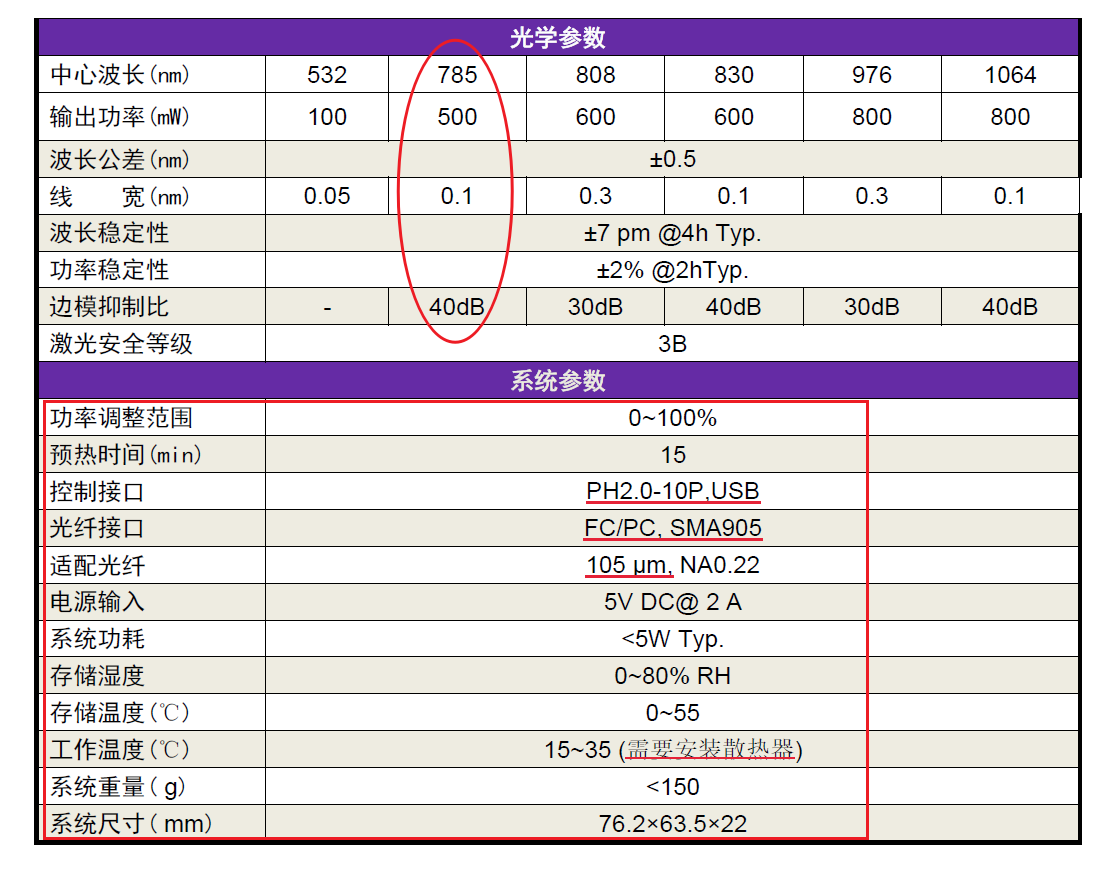 光学参数
中心波长(nm) 532 785 808 830 976 1064
输出功率(mW) 100 500 600 600 800 800
波长公差(nm) ±0.5
线 宽(nm) 0.05 0.1 0.3 0.1 0.3 0.1
波长稳定性 ±7 pm @4h Typ.
功率稳定性 ±2% @2hTyp.
边模抑制比 - 40dB 30dB 40dB 30dB 40dB
激光安全等级 3B
系统参数
功率调整范围 0~100%
预热时间(min) 15
控制接口 PH2.0-10P,USB
光纤接口 FC/PC, SMA905
适配光纤 105 μm, NA0.22
电源输入 5V DC@ 2 A
系统功耗 <5W Typ.
存储湿度 0~80% RH
存储温度(℃) 0~55
工作温度(℃) 15~35 (需要安装散热器)
系统重量( g) <150
系统尺寸( mm) 76.2×63.5×22